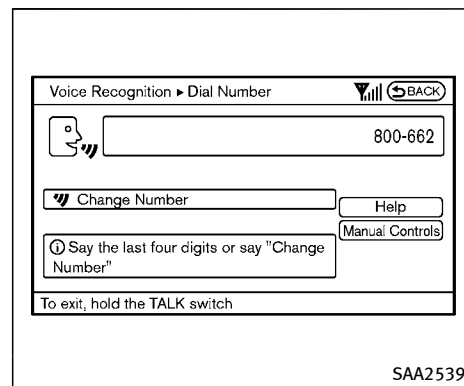 Voice Recognition ▸ Dial Number
BACK
800-662
Change Number
Help
Manual Controls
Say the last four digits or say "Change
Number"
To exit, hold the TALK switch
SAA2539